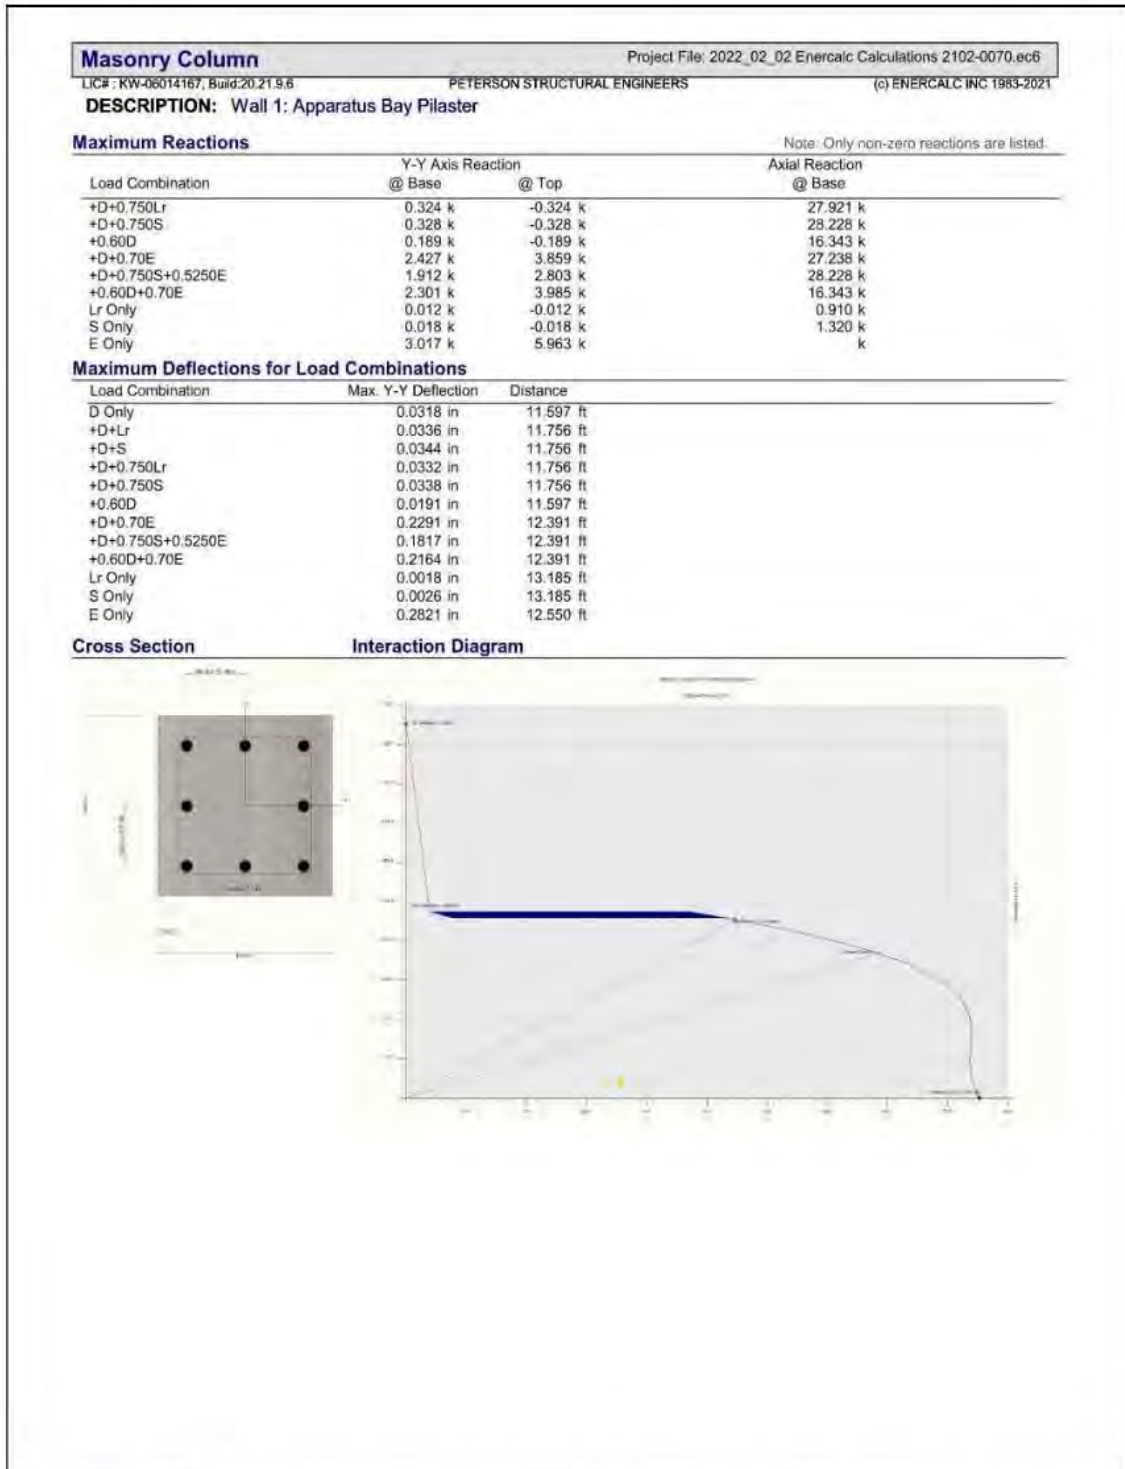 Masonry Column Project File: 2022_02_02 Enercalc Calculations 2102-0070.ec6
LIC# : KW-06014167, Build:20.21.9.6 PETERSON STRUCTURAL ENGINEERS (c) ENERCALC INC 1983-2021
DESCRIPTION: Wall 1: Apparatus Bay Pilaster
Maximum Reactions Note: Only non-zero reactions are listed.
Y-Y Axis Reaction Axial Reaction
Load Combination @ Base @ Top @ Base
+D+0.750Lr 0.324 k -0.324 k 27.921 k
+D+0.750S 0.328 k -0.328 k 28.228 k
+0.60D 0.189 k -0.189 k 16.343 k
+D+0.70E 2.427 k 3.859 k 27.238 k
+D+0.750S+0.5250E 1.912 k 2.803 k 28.228 k
+0.60D+0.70E 2.301 k 3.985 k 16.343 k
Lr Only 0.012 k -0.012 k 0.910 k
S Only 0.018 k -0.018 k 1.320 k
E Only 3.017 k 5.963 k k
Maximum Deflections for Load Combinations
Load Combination Max. Y-Y Deflection Distance
D Only 0.0318 in 11.597 ft
+D+Lr 0.0336 in 11.756 ft
+D+S 0.0344 in 11.756 ft
+D+0.750Lr 0.0332 in 11.756 ft
+D+0.750S 0.0338 in 11.756 ft
+0.60D 0.0191 in 11.597 ft
+D+0.70E 0.2291 in 12.391 ft
+D+0.750S+0.5250E 0.1817 in 12.391 ft
+0.60D+0.70E 0.2164 in 12.391 ft
Lr Only 0.0018 in 13.185 ft
S Only 0.0026 in 13.185 ft
E Only 0.2821 in 12.550 ft
Cross Section Interaction Diagram